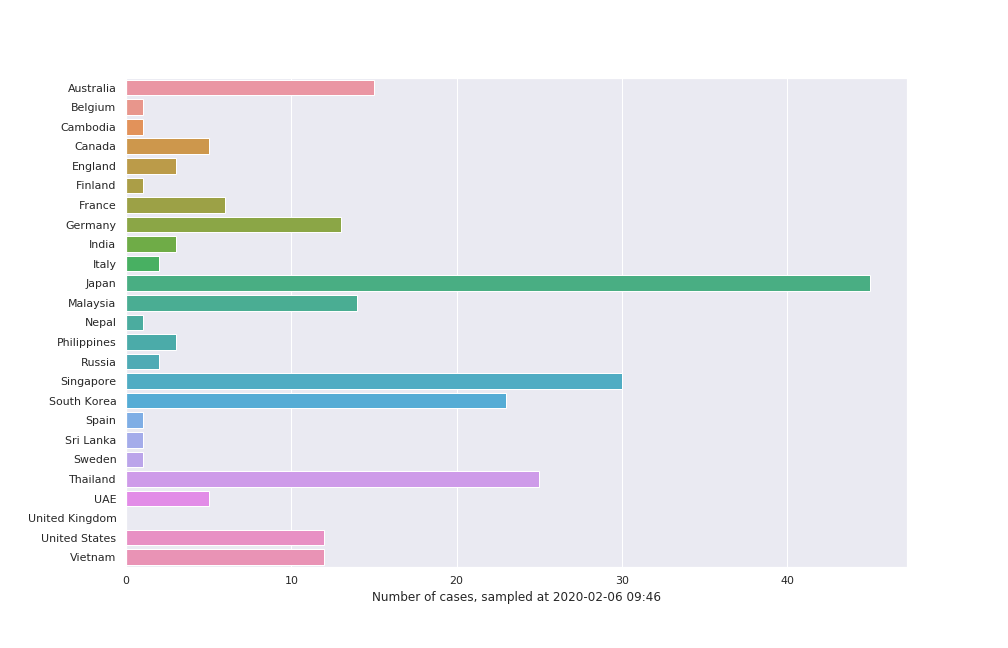 Australia
Belgium
Cambodia
Canada
England
Finland
France
Germany
India
Italy
Japan
Malaysia
Nepal
Philippines
Russia
Singapore
South Korea
Spain
Sri Lanka
Sweden
Thailand
UAE
United Kingdom
United States
Vietnam
0 10 20 30 40
Number of cases, sampled at 2020-02-06 09:46